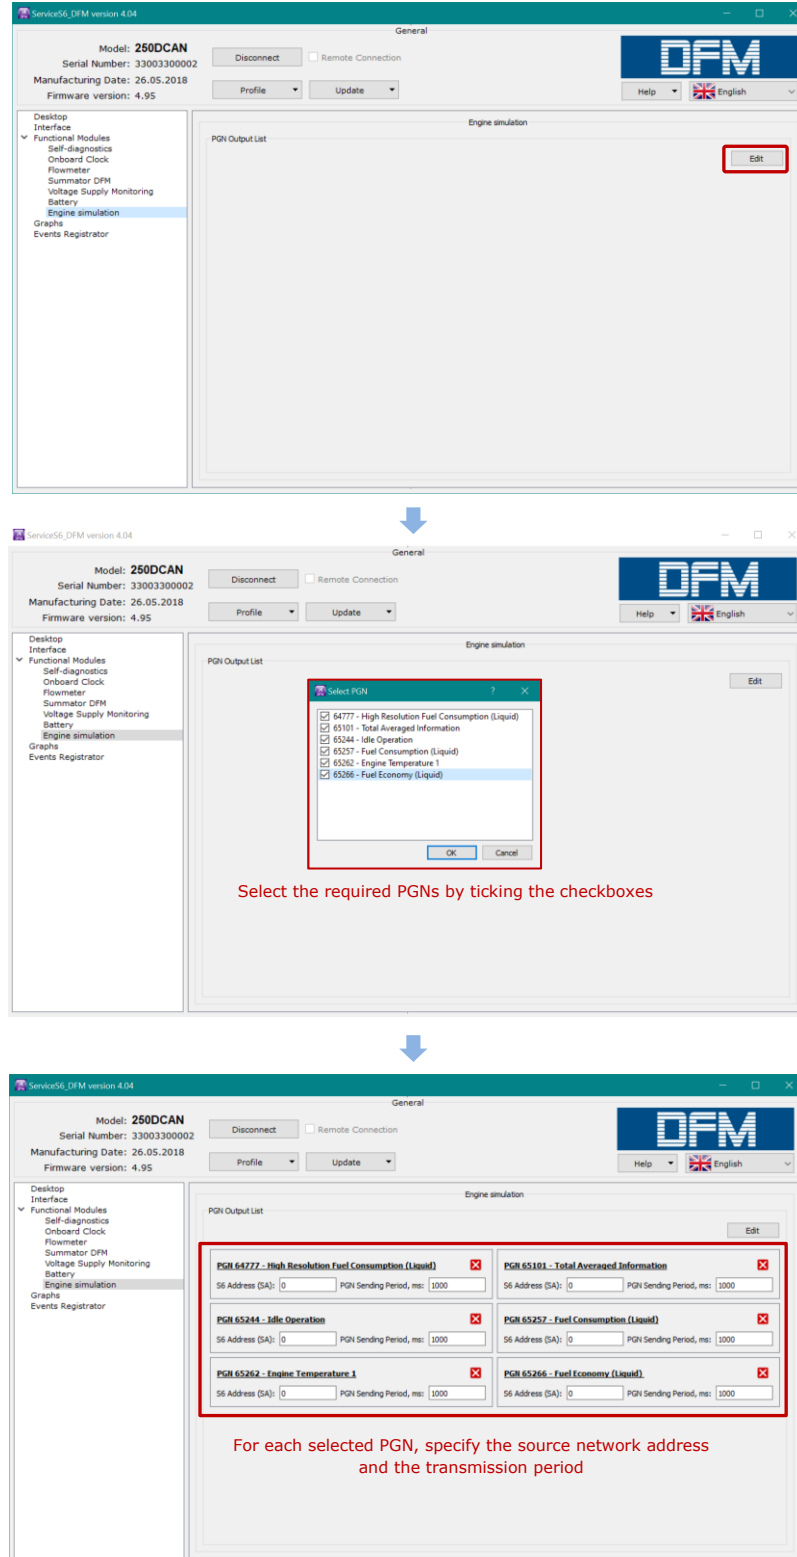 ServiceS6_DFM version 4.04
General
Model: 250DCAN
Serial Number: 33003300002
Manufacturing Date: 26.05.2018
Firmware version: 4.95
Disconnect
Remote Connection
Profile
Update
DFM
Help
English
Desktop
Interface
Functional Modules
Self-diagnostics
Onboard Clock
Flowmeter
Summator DFM
Voltage Supply Monitoring
Battery
Engine simulation
Graphs
Events Registrator
Engine simulation
PGN Output List
Edit
ServiceS6_DFM version 4.04
General
Model: 250DCAN
Serial Number: 33003300002
Manufacturing Date: 26.05.2018
Firmware version: 4.95
Disconnect
Remote Connection
Profile
Update
DFM
Help
English
Desktop
Interface
Functional Modules
Self-diagnostics
Onboard Clock
Flowmeter
Summator DFM
Voltage Supply Monitoring
Battery
Engine simulation
Graphs
Events Registrator
Engine simulation
PGN Output List
Edit
Select PGN
64777 - High Resolution Fuel Consumption (Liquid)
65101 - Total Averaged Information
65244 - Idle Operation
65257 - Fuel Consumption (Liquid)
65262 - Engine Temperature 1
65266 - Fuel Economy (Liquid)
OK
Cancel
Select the required PGNs by ticking the checkboxes
ServiceS6_DFM version 4.04
General
Model: 250DCAN
Serial Number: 33003300002
Manufacturing Date: 26.05.2018
Firmware version: 4.95
Disconnect
Remote Connection
Profile
Update
DFM
Help
English
Desktop
Interface
Functional Modules
Self-diagnostics
Onboard Clock
Flowmeter
Summator DFM
Voltage Supply Monitoring
Battery
Engine simulation
Graphs
Events Registrator
Engine simulation
PGN Output List
Edit
PGN 64777 - High Resolution Fuel Consumption (Liquid)
S6 Address (SA): 0 PGN Sending Period, ms: 1000
PGN 65101 - Total Averaged Information
S6 Address (SA): 0 PGN Sending Period, ms: 1000
PGN 65244 - Idle Operation
S6 Address (SA): 0 PGN Sending Period, ms: 1000
PGN 65257 - Fuel Consumption (Liquid)
S6 Address (SA): 0 PGN Sending Period, ms: 1000
PGN 65262 - Engine Temperature 1
S6 Address (SA): 0 PGN Sending Period, ms: 1000
PGN 65266 - Fuel Economy (Liquid)
S6 Address (SA): 0 PGN Sending Period, ms: 1000
For each selected PGN, specify the source network address
and the transmission period